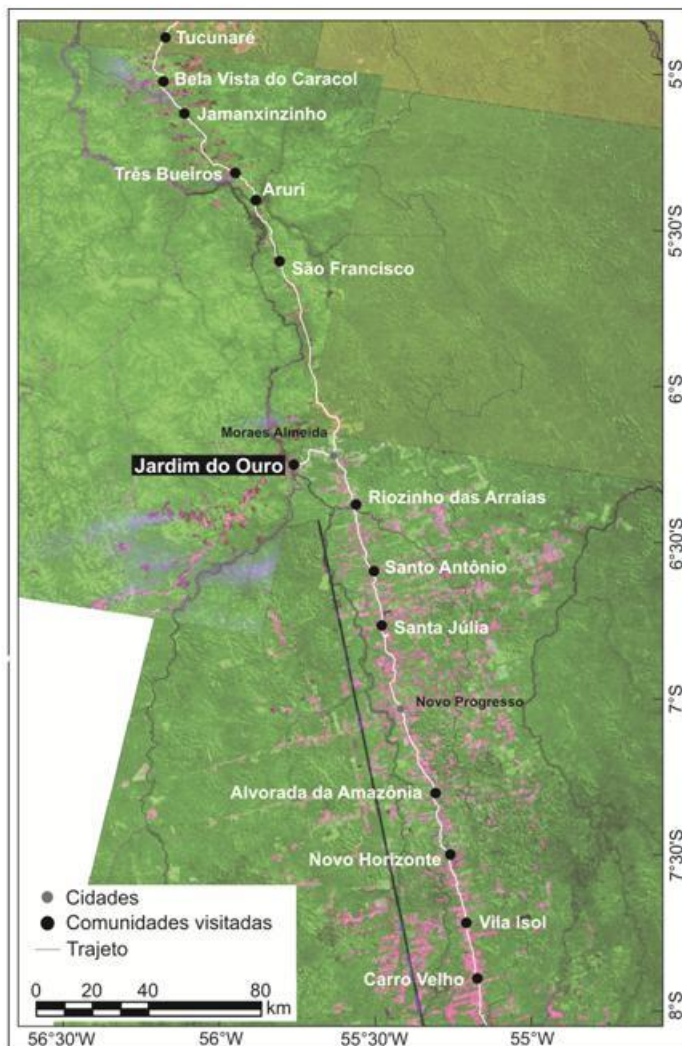 Tucunaré
Bela Vista do Caracol
Jamanxinzinho
Três Bueiros
Aruri
São Francisco
Moraes Almeida
Jardim do Ouro
Riozinho das Arraias
Santo Antônio
Santa Júlia
Novo Progresso
Alvorada da Amazônia
Novo Horizonte
Vila Isol
Carro Velho
Cidades
Comunidades visitadas
Trajeto
0 20 40 80
km
5°S
5°30'S
6°S
6°30'S
7°S
7°30'S
8°S
56°30'W 56°W 55°30'W 55°W